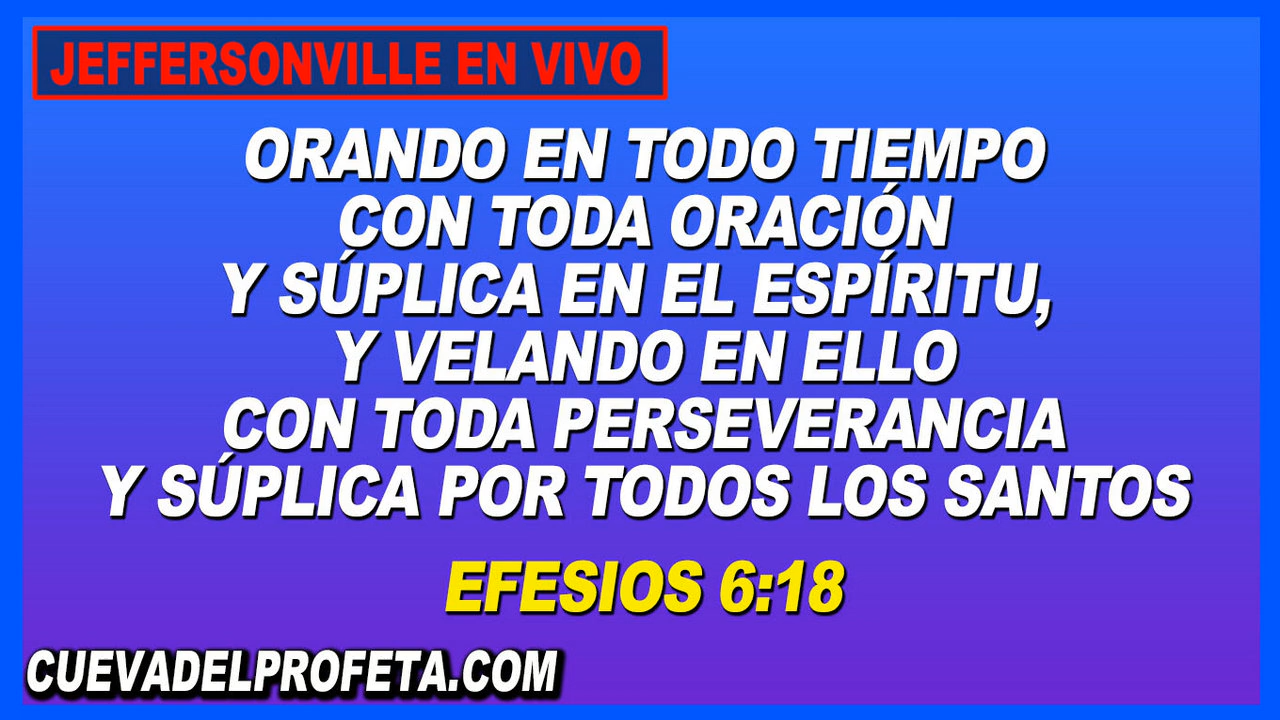 JEFFERSONVILLE EN VIVO
ORANDO EN TODO TIEMPO
CON TODA ORACIÓN
Y SÚPLICA EN EL ESPÍRITU,
Y VELANDO EN ELLO
CON TODA PERSEVERANCIA
Y SÚPLICA POR TODOS LOS SANTOS
EFESIOS 6:18
CUEVADELPROFETA.COM